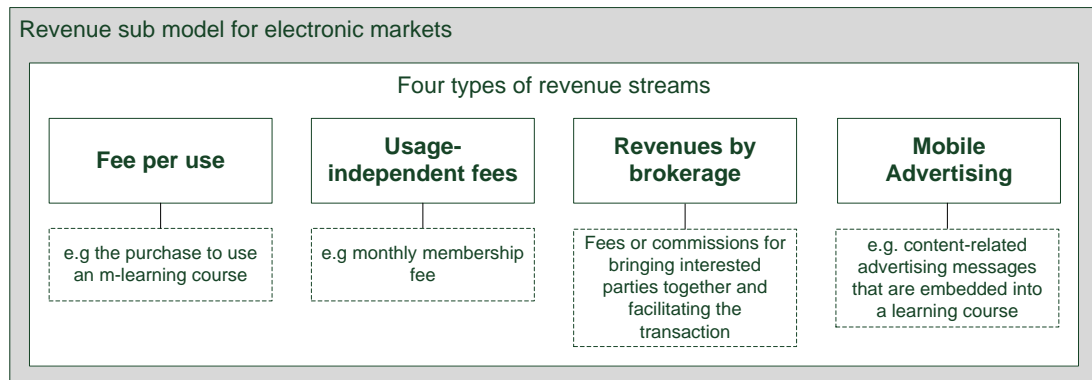 Revenue sub model for electronic markets
Four types of revenue streams
Fee per use
Usage-
independent fees
Revenues by
brokerage
Mobile
Advertising
e.g the purchase to use
an m-learning course
e.g monthly membership
fee
Fees or commissions for
bringing interested
parties together and
facilitating the
transaction
e.g. content-related
advertising messages
that are embedded into
a learning course